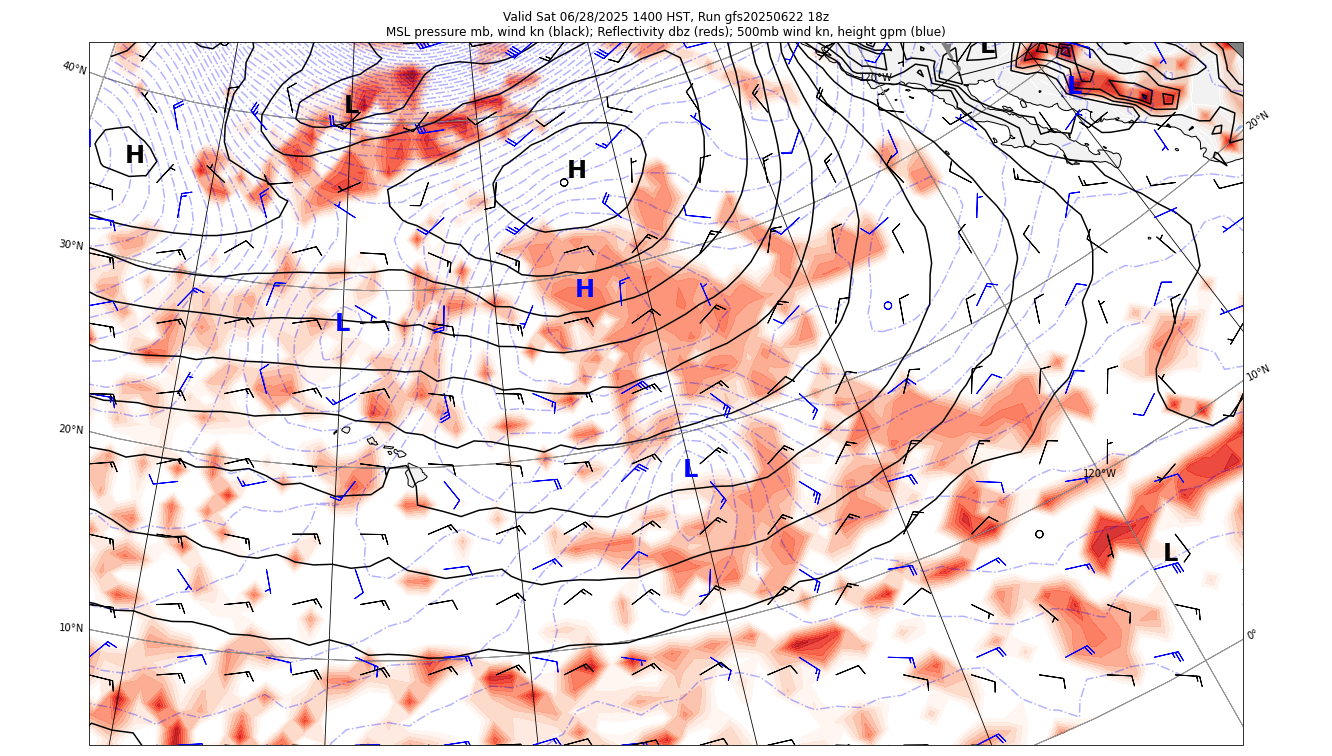 Valid Sat 06/28/2025 1400 HST, Run gfs20250622 18z
MSL pressure mb, wind kn (black); Reflectivity dbz (reds); 500mb wind kn, height gpm (blue)
L
40°N
120°W
L
L
20°N
H
H
30°N
H
L
10°N
20°N
L
120°W
L
10°N
0°